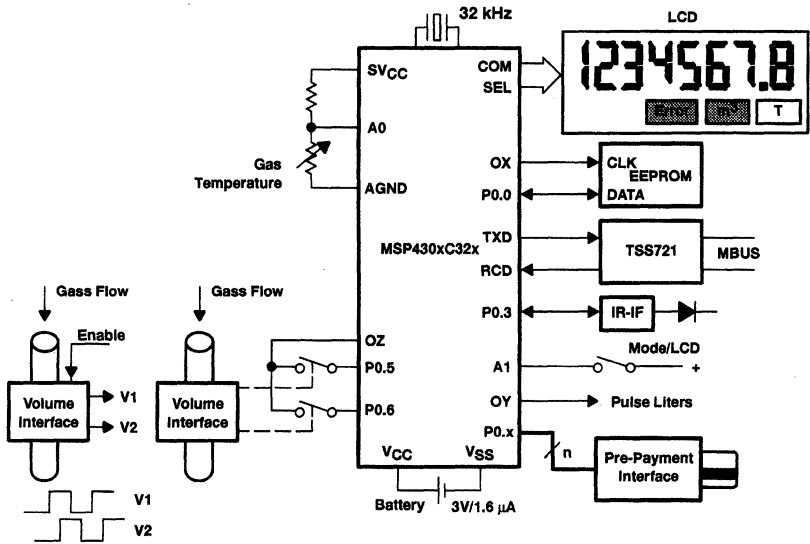 32 kHz
LCD
1234567.8
Error
m³
T
SVCC
A0
AGND
Gas
Temperature
COM
SEL
OX
P0.0
CLK
EEPROM
DATA
MSP430xC32x
TXD
RCD
TSS721
MBUS
P0.3
IR-IF
Gass Flow
Gass Flow
Enable
OZ
P0.5
P0.6
Mode/LCD
A1
+
OY
Pulse Liters
P0.x
n
Volume
Interface
V1
V2
Volume
Interface
VCC
VSS
Pre-Payment
Interface
Battery
3V/1.6 µA
V1
V2